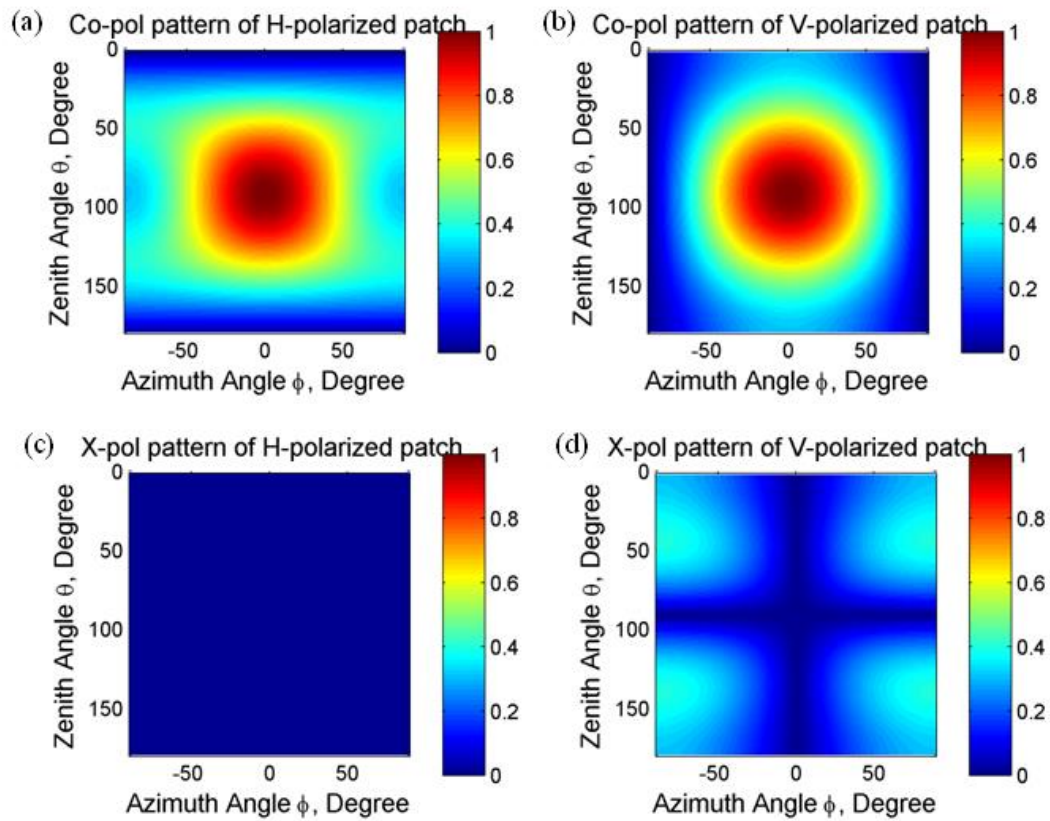 (a) Co-pol pattern of H-polarized patch
0
50
100
150
Zenith Angle θ, Degree
-50 0 50
Azimuth Angle ϕ, Degree
1
0.8
0.6
0.4
0.2
0
(b) Co-pol pattern of V-polarized patch
0
50
100
150
Zenith Angle θ, Degree
-50 0 50
Azimuth Angle ϕ, Degree
1
0.8
0.6
0.4
0.2
0
(c) X-pol pattern of H-polarized patch
0
50
100
150
Zenith Angle θ, Degree
-50 0 50
Azimuth Angle ϕ, Degree
1
0.8
0.6
0.4
0.2
0
(d) X-pol pattern of V-polarized patch
0
50
100
150
Zenith Angle θ, Degree
-50 0 50
Azimuth Angle ϕ, Degree
1
0.8
0.6
0.4
0.2
0